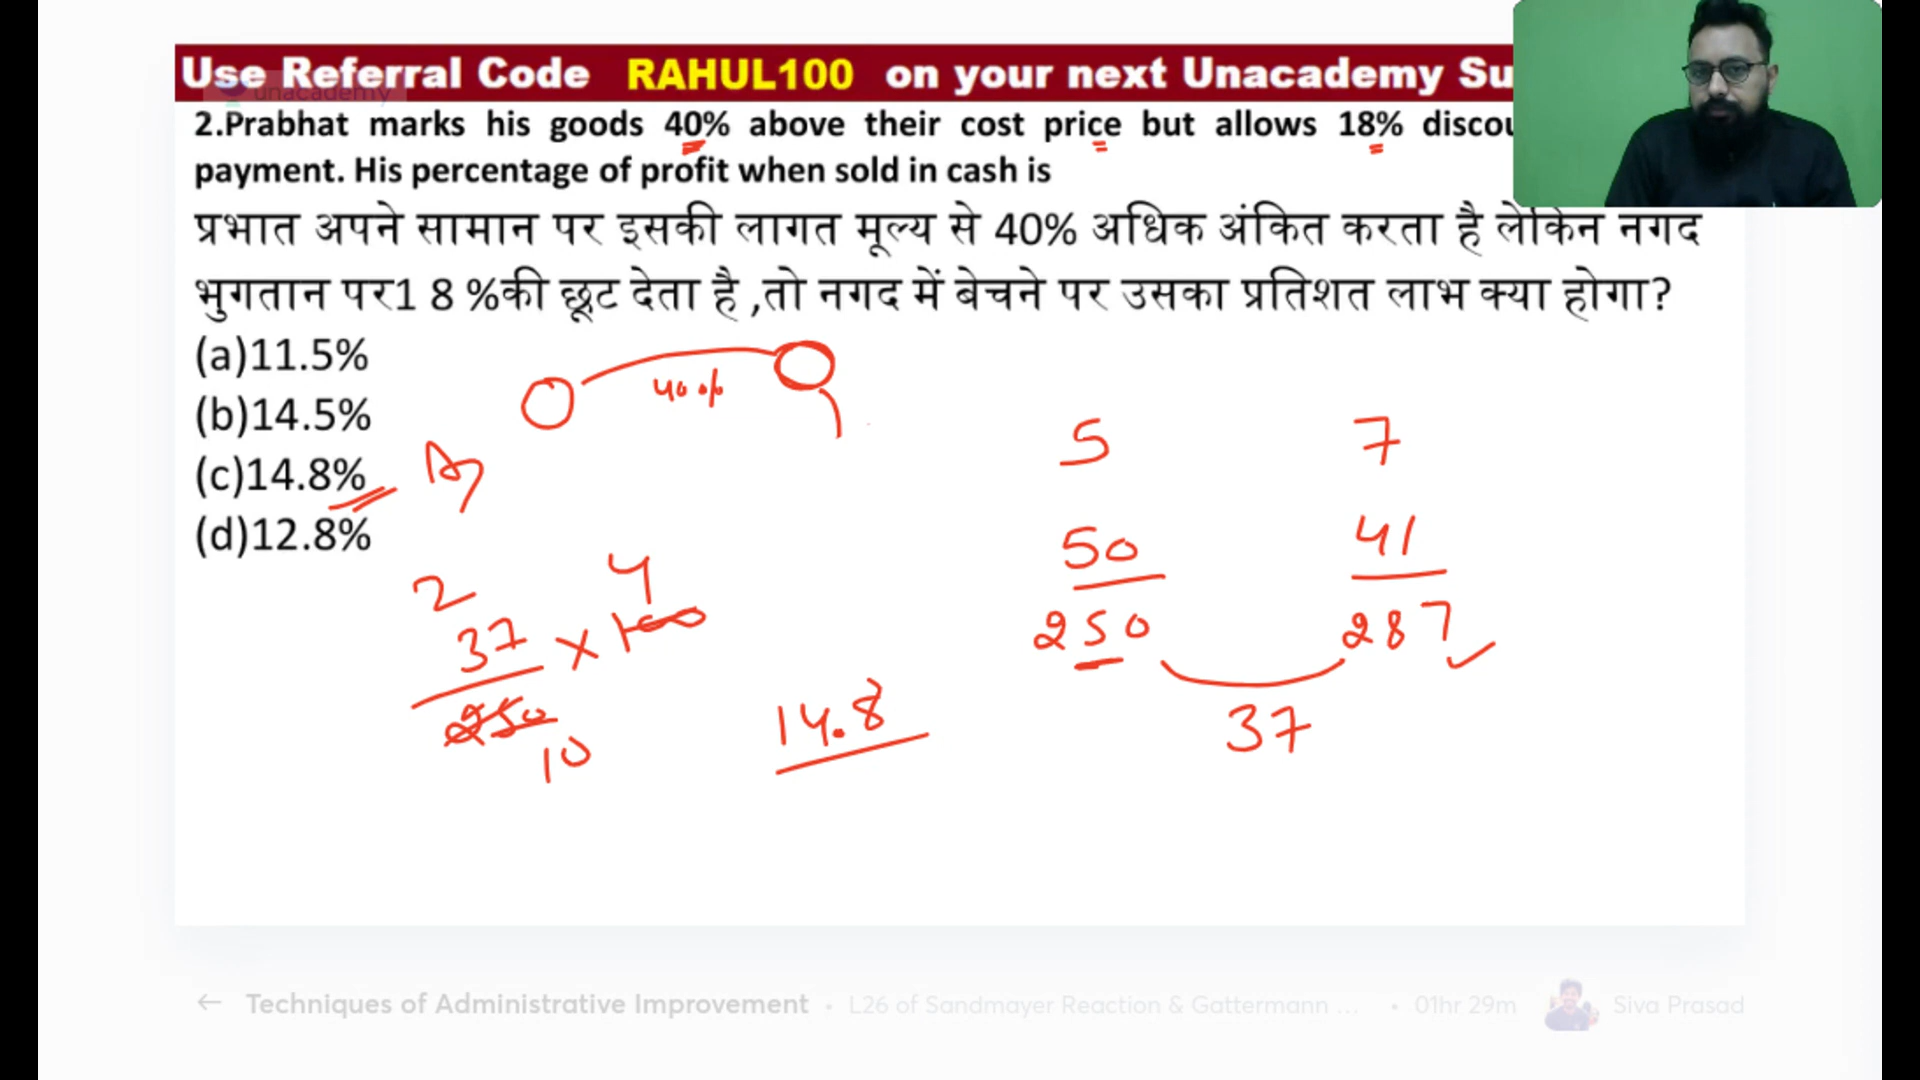 Use Referral Code RAHUL100 on your next Unacademy Su
unacademy
2.Prabhat marks his goods 40% above their cost price but allows 18% discou
payment. His percentage of profit when sold in cash is
प्रभात अपने सामान पर इसकी लागत मूल्य से 40% अधिक अंकित करता है लेकिन नगद
भुगतान पर1 8 %की छूट देता है ,तो नगद में बेचने पर उसका प्रतिशत लाभ क्या होगा?
(a)11.5%
40%
(b)14.5%
5 7
(c)14.8%
(d)12.8%
50 41
2 4
37 × 100
250 287
250
10
14.8
37
← Techniques of Administrative Improvement • L26 of Sandmayer Reaction & Gattermann ... • 01hr 29m Siva Prasad